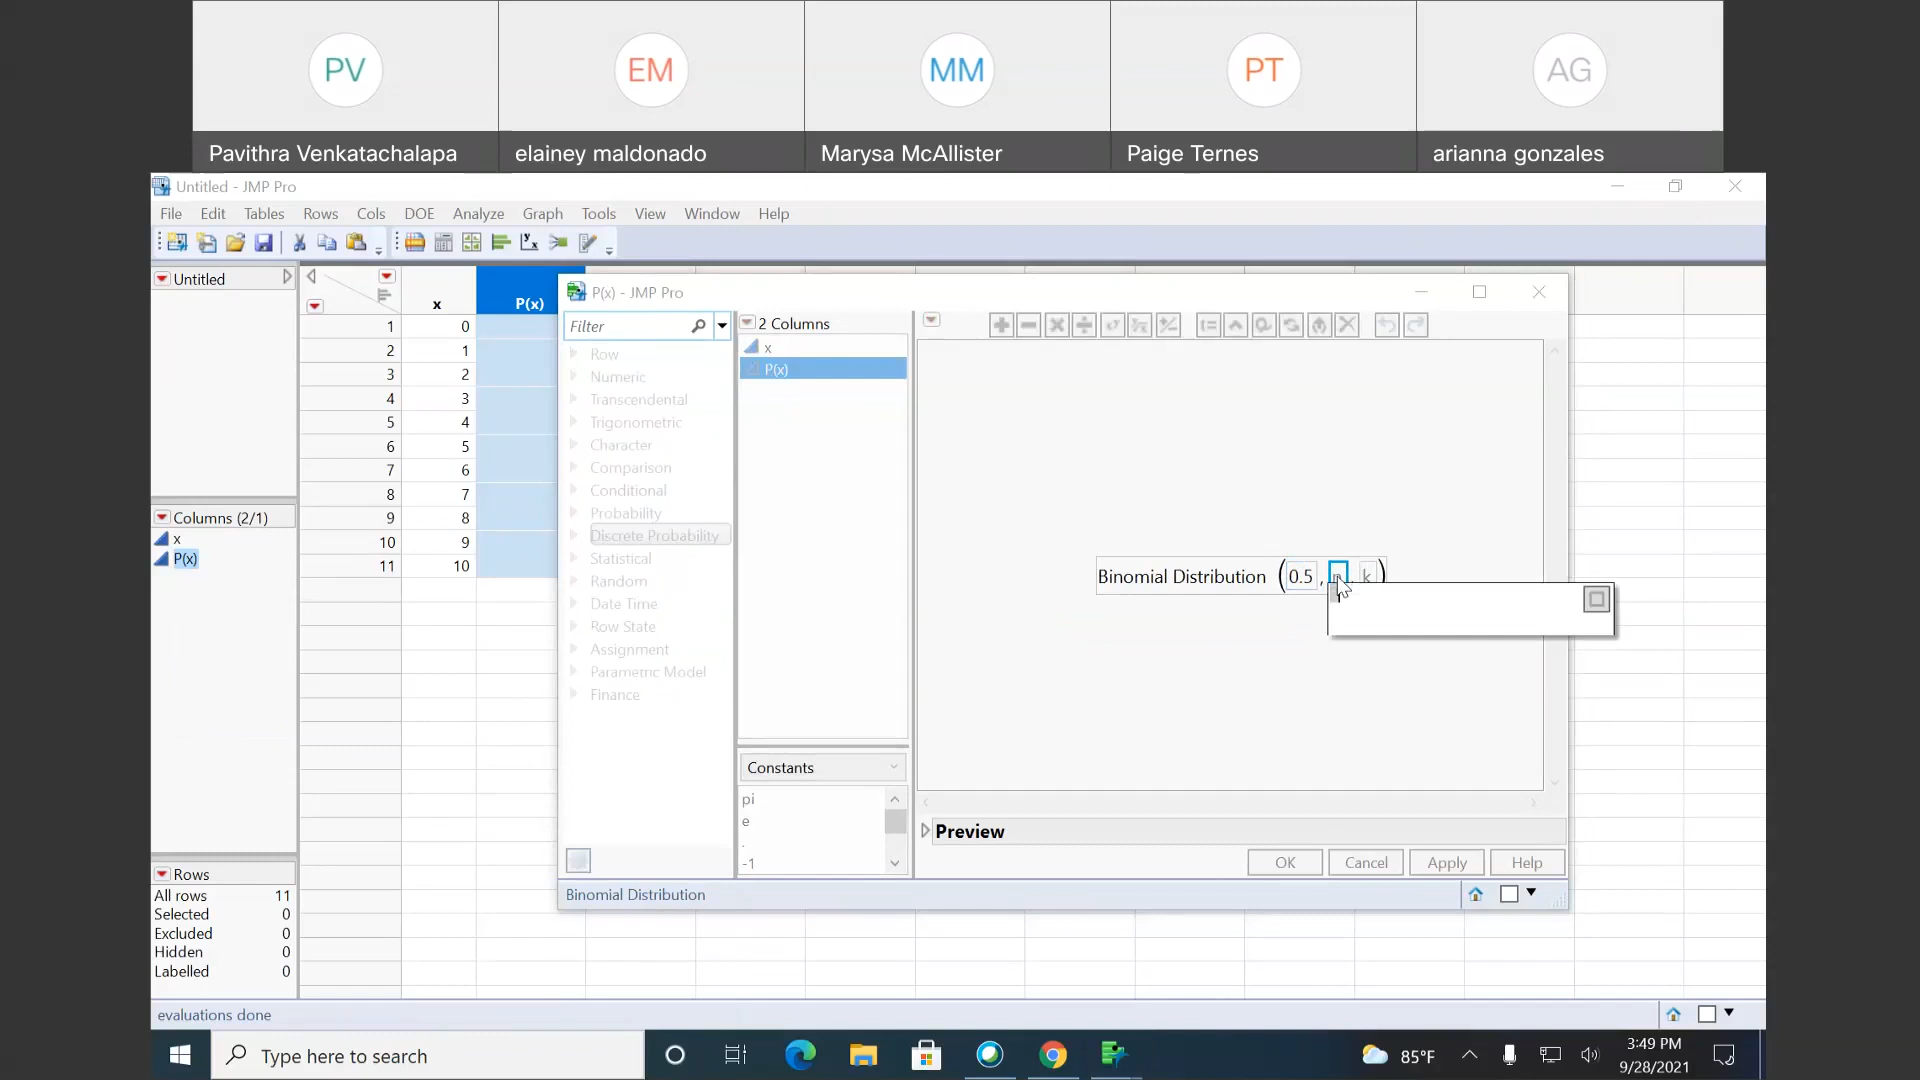 PV
EM
MM
PT
AG
Pavithra Venkatachalapa
elainey maldonado
Marysa McAllister
Paige Ternes
arianna gonzales
Untitled - JMP Pro
File Edit Tables Rows Cols DOE Analyze Graph Tools View Window Help
Untitled
x
P(x)
1 0
2 1
3 2
4 3
5 4
6 5
7 6
8 7
9 8
10 9
11 10
Columns (2/1)
x
P(x)
Rows
All rows 11
Selected 0
Excluded 0
Hidden 0
Labelled 0
evaluations done
P(x) - JMP Pro
Filter
Row
Numeric
Transcendental
Trigonometric
Character
Comparison
Conditional
Probability
Discrete Probability
Statistical
Random
Date Time
Row State
Assignment
Parametric Model
Finance
2 Columns
x
P(x)
Constants
pi
e
.
-1
Binomial Distribution (0.5, n, k)
Preview
OK Cancel Apply Help
Binomial Distribution
Type here to search
85°F
3:49 PM
9/28/2021